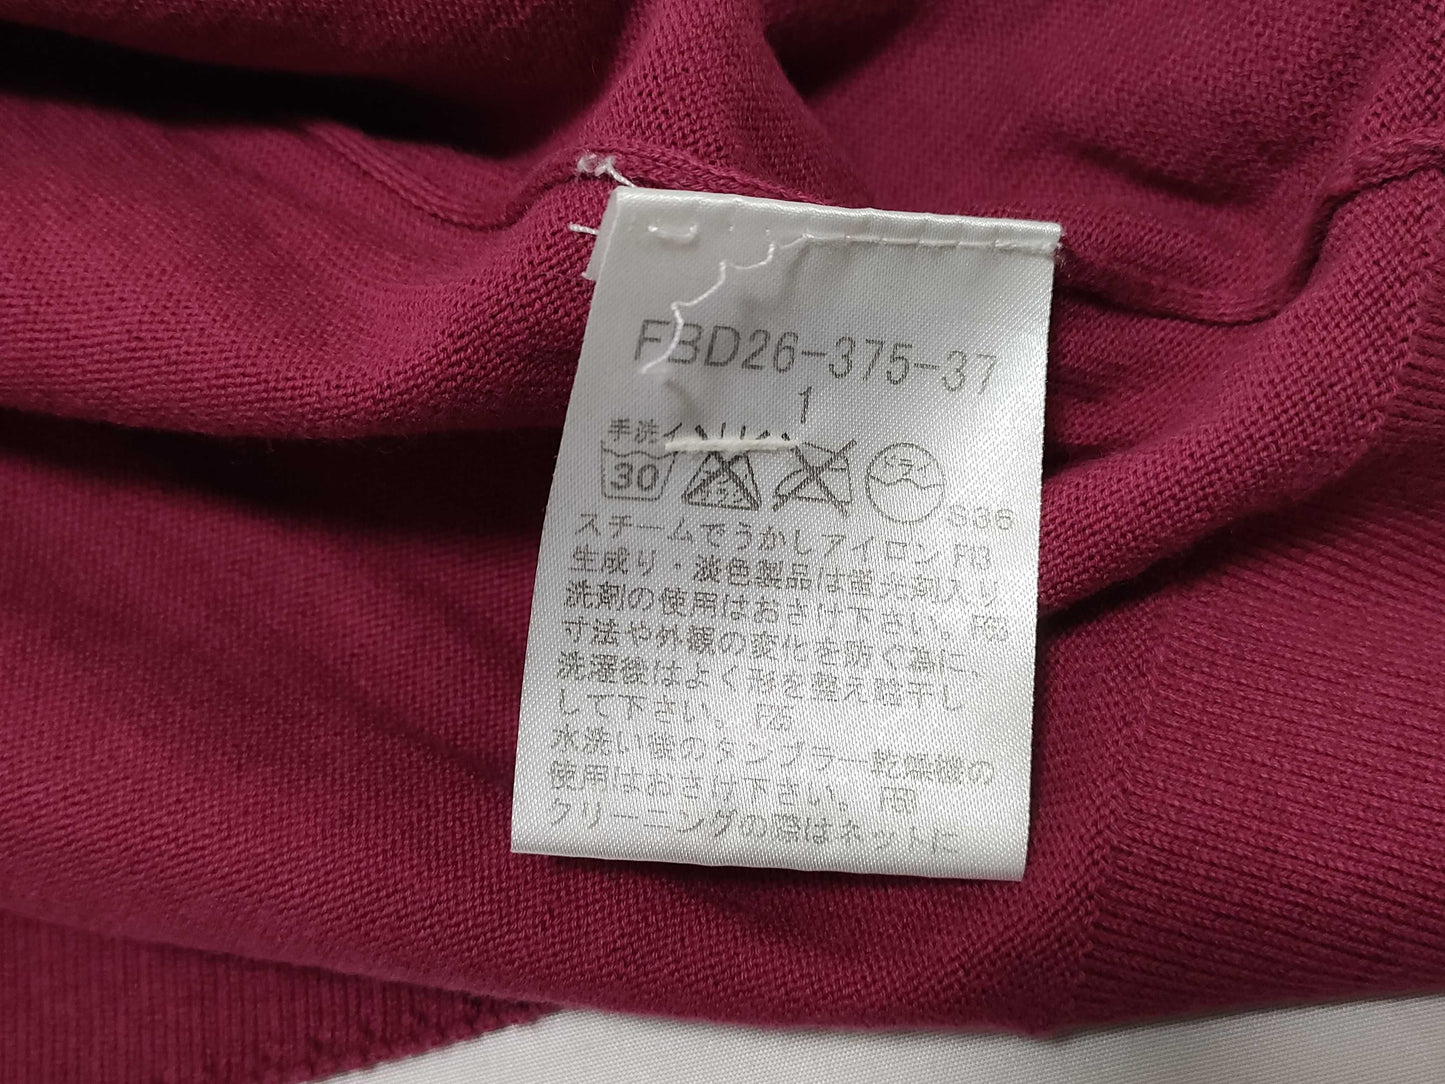 FBD26-375-37
1
手洗イ
30 エンソ ドライ S36
スチームでうかしアイロン F13
生成り・淡色製品は蛍光剤入り
洗剤の使用はおさけ下さい。
寸法や外観の変化を防ぐ為に、
洗濯後はよく形を整え陰干し
して下さい。
水洗い後のタンブラー乾燥機の
使用はおさけ下さい。
クリーニングの際はネットに